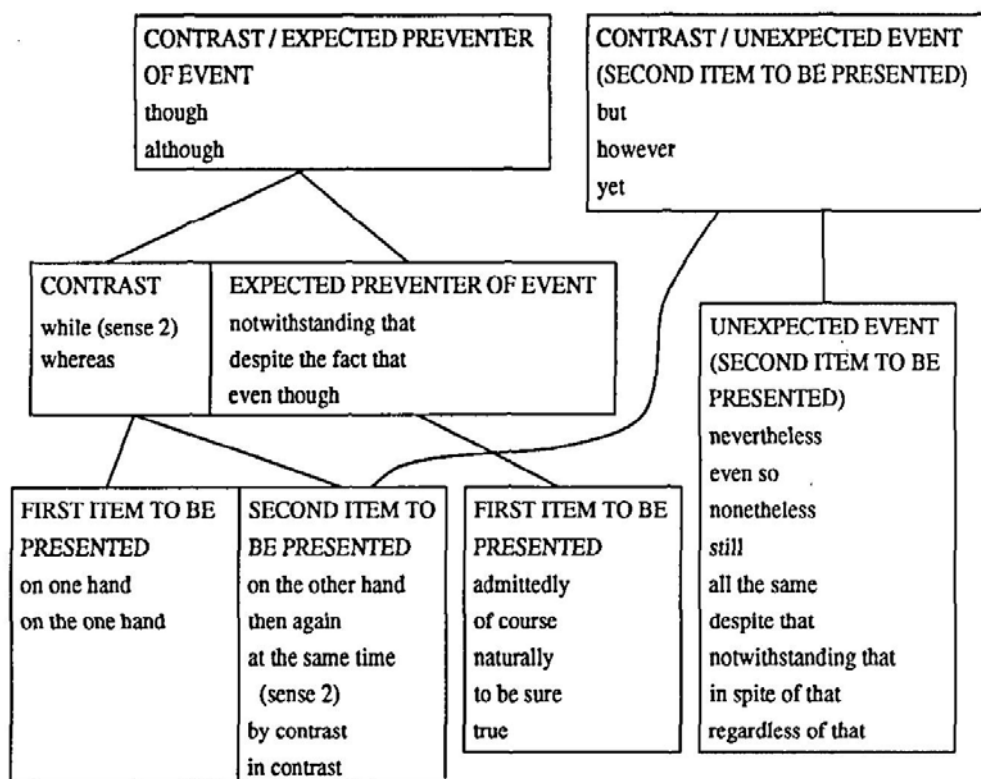 CONTRAST / EXPECTED PREVENTER
OF EVENT
though
although
CONTRAST / UNEXPECTED EVENT
(SECOND ITEM TO BE PRESENTED)
but
however
yet
CONTRAST
while (sense 2)
whereas
EXPECTED PREVENTER OF EVENT
notwithstanding that
despite the fact that
even though
UNEXPECTED EVENT
(SECOND ITEM TO BE
PRESENTED)
nevertheless
even so
nonetheless
still
all the same
despite that
notwithstanding that
in spite of that
regardless of that
FIRST ITEM TO BE
PRESENTED
on one hand
on the one hand
SECOND ITEM TO
BE PRESENTED
on the other hand
then again
at the same time
(sense 2)
by contrast
in contrast
FIRST ITEM TO BE
PRESENTED
admittedly
of course
naturally
to be sure
true